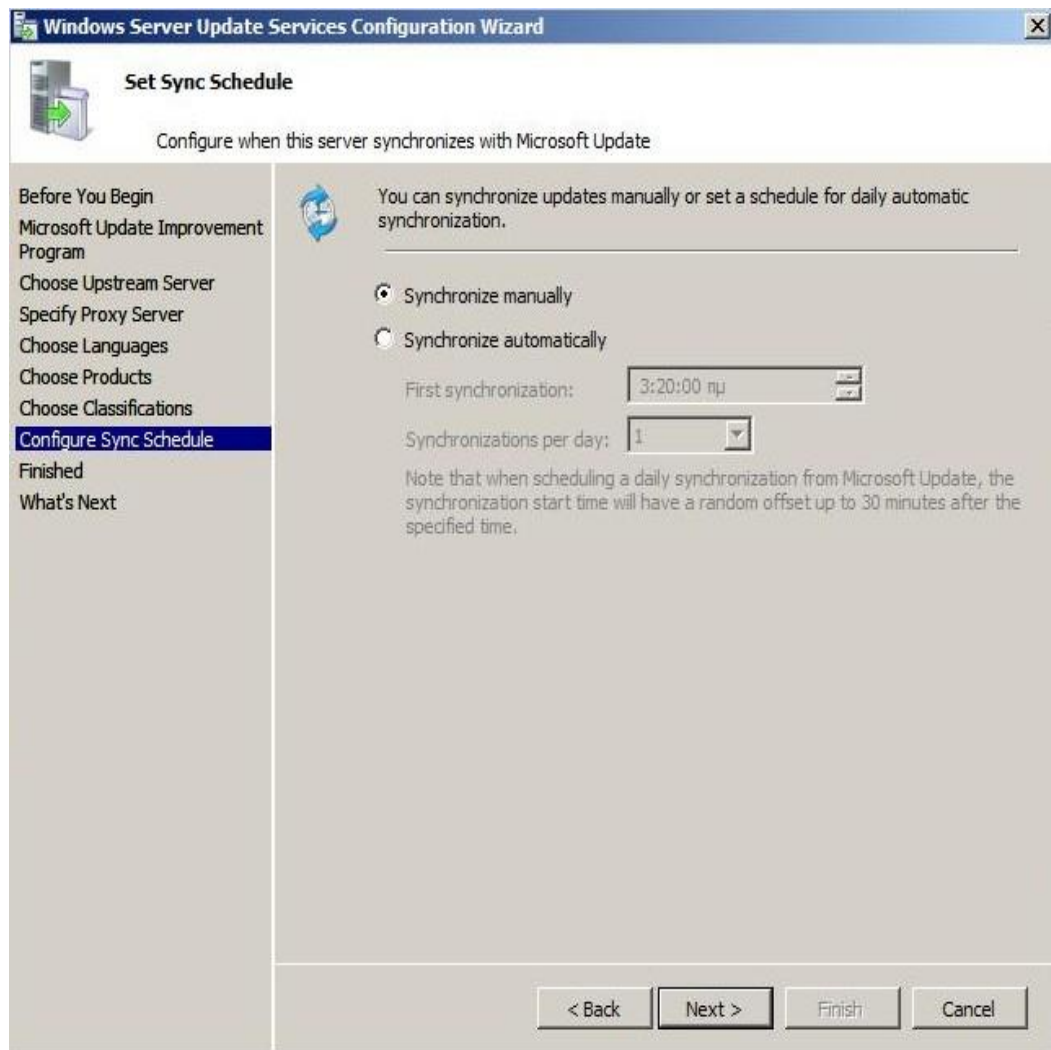 Windows Server Update Services Configuration Wizard
Set Sync Schedule
Configure when this server synchronizes with Microsoft Update
Before You Begin
Microsoft Update Improvement
Program
Choose Upstream Server
Specify Proxy Server
Choose Languages
Choose Products
Choose Classifications
Configure Sync Schedule
Finished
What's Next
You can synchronize updates manually or set a schedule for daily automatic
synchronization.
Synchronize manually
Synchronize automatically
First synchronization: 3:20:00 πμ
Synchronizations per day: 1
Note that when scheduling a daily synchronization from Microsoft Update, the
synchronization start time will have a random offset up to 30 minutes after the
specified time.
< Back Next > Finish Cancel